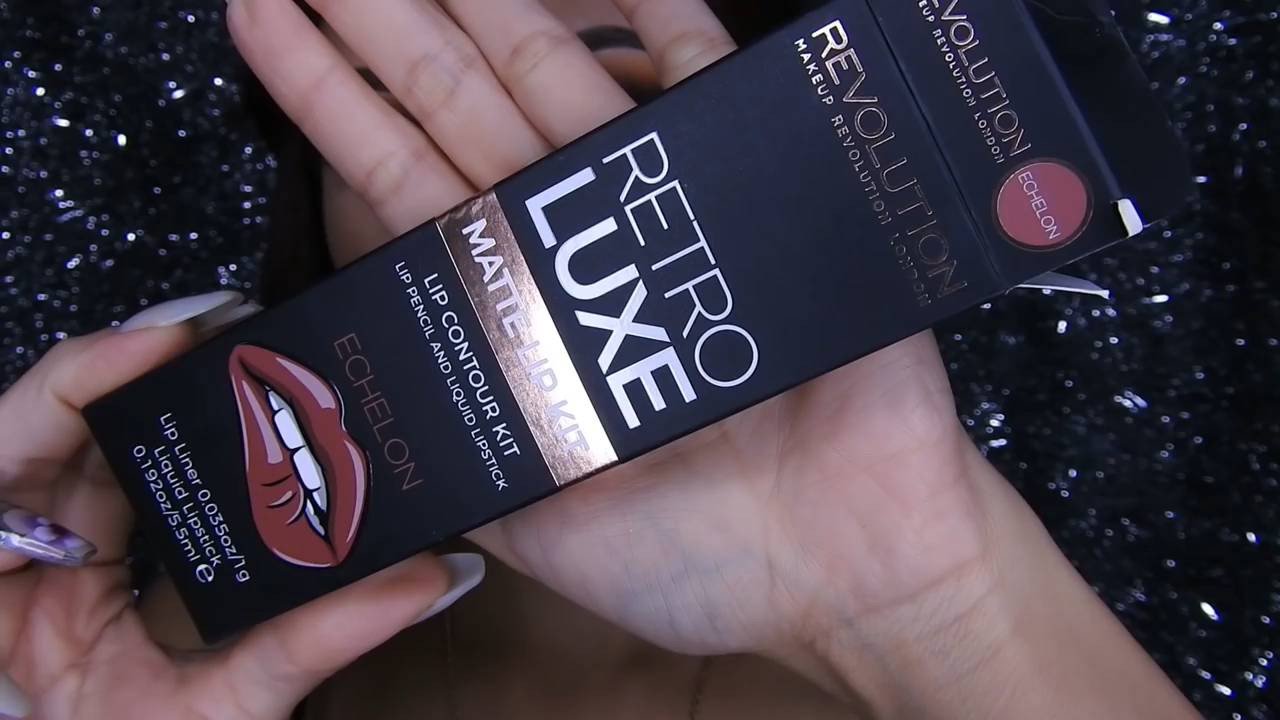 REVOLUTION
MAKEUP REVOLUTION LONDON
RETRO
LUXE
MATTE LIP KIT
LIP CONTOUR KIT
LIP PENCIL AND LIQUID LIPSTICK
ECHELON
Lip Liner 0.035oz/1g
Liquid Lipstick
0.192oz/5.5ml e
REVOLUTION
REVOLUTION LONDON
ECHELON